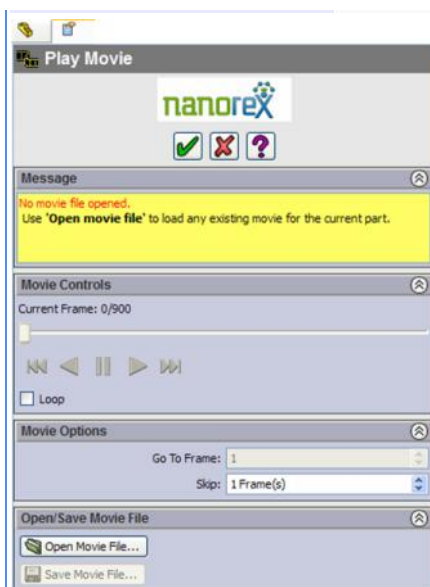 Play Movie
nanorex
?
Message
No movie file opened.
Use 'Open movie file' to load any existing movie for the current part.
Movie Controls
Current Frame: 0/900
Loop
Movie Options
Go To Frame: 1
Skip: 1 Frame(s)
Open/Save Movie File
Open Movie File...
Save Movie File...